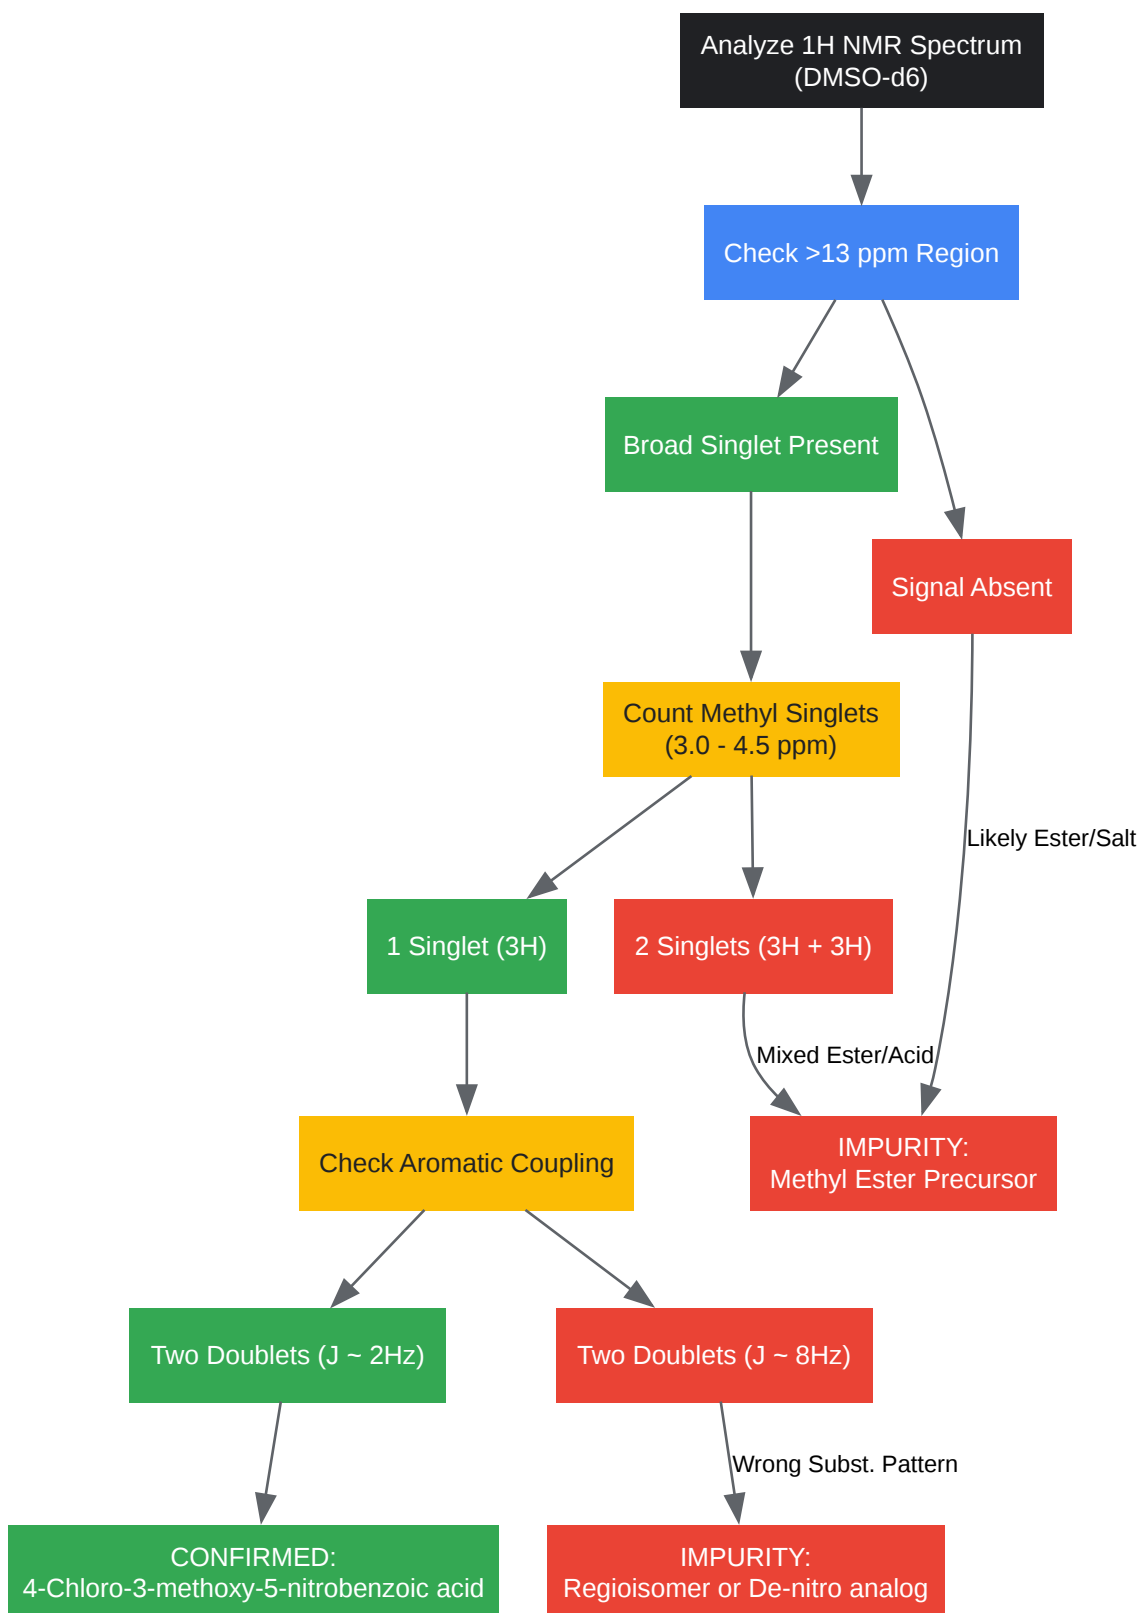 Analyze 1H NMR Spectrum
(DMSO-d6)
Check >13 ppm Region
Broad Singlet Present
Signal Absent
Count Methyl Singlets
(3.0 - 4.5 ppm)
Likely Ester/Salt
1 Singlet (3H)
2 Singlets (3H + 3H)
Mixed Ester/Acid
Check Aromatic Coupling
IMPURITY:
Methyl Ester Precursor
Two Doublets (J ~ 2Hz)
Two Doublets (J ~ 8Hz)
Wrong Subst. Pattern
CONFIRMED:
4-Chloro-3-methoxy-5-nitrobenzoic acid
IMPURITY:
Regioisomer or De-nitro analog